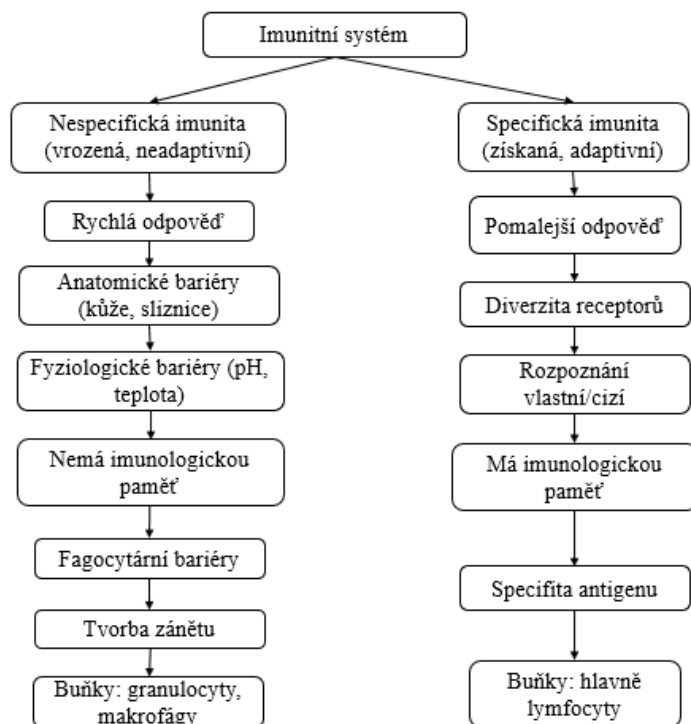 Imunitní systém
Nespecifická imunita
(vrozená, neadaptivní)
Rychlá odpověď
Anatomické bariéry
(kůže, sliznice)
Fyziologické bariéry (pH,
teplota)
Nemá imunologickou
paměť
Fagocytární bariéry
Tvorba zánětu
Buňky: granulocyty,
makrofágy
Specifická imunita
(získaná, adaptivní)
Pomalejší odpověď
Diverzita receptorů
Rozpoznání
vlastní/cizí
Má imunologickou
paměť
Specifita antigenu
Buňky: hlavně
lymfocyty